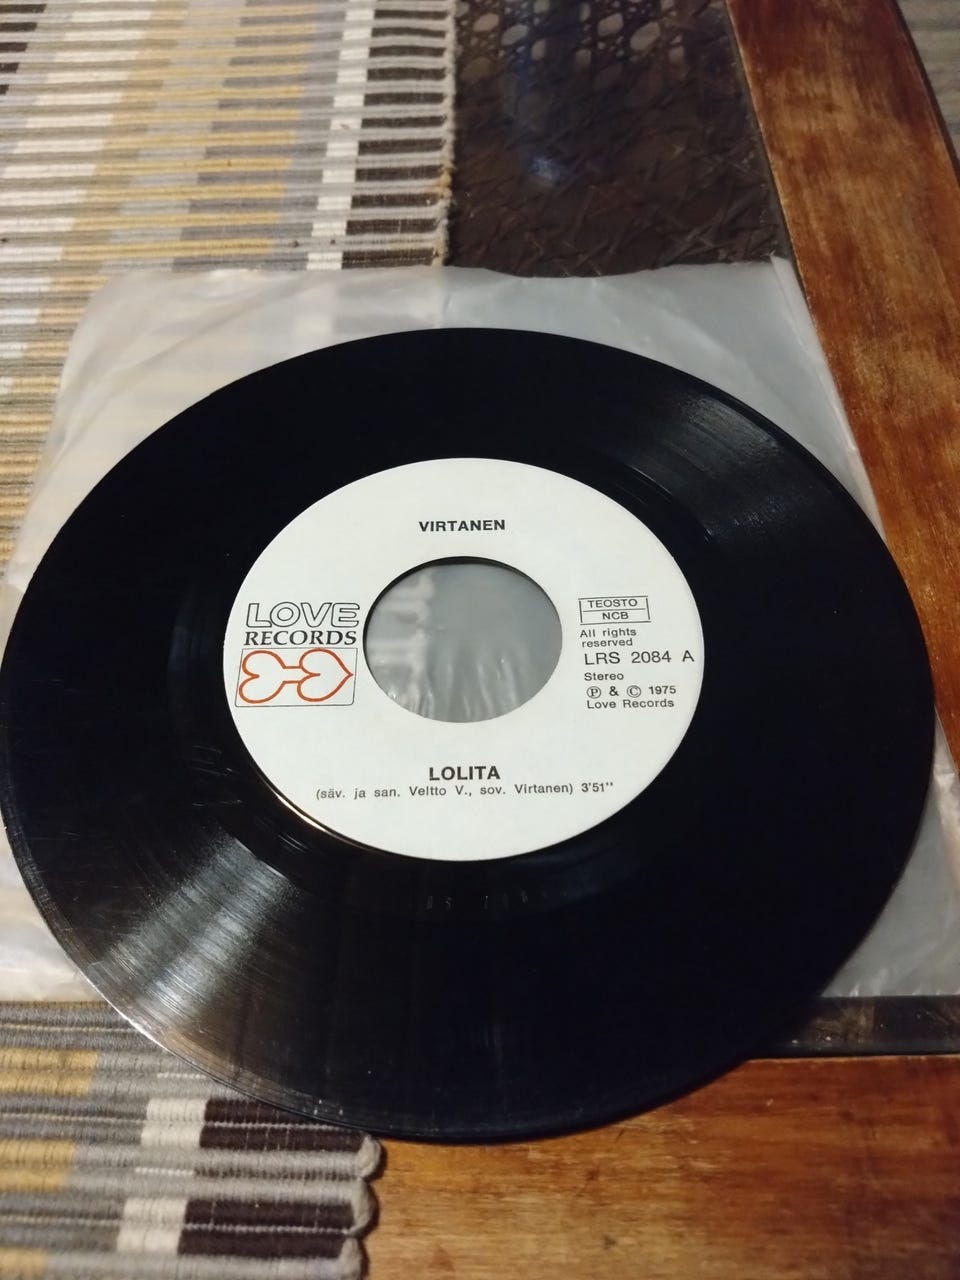 VIRTANEN
LOVE
RECORDS
TEOSTO
NCB
All rights
reserved
LRS 2084 A
Stereo
Ⓟ & © 1975
Love Records
LOLITA
(säv. ja san. Veltto V., sov. Virtanen) 3'51''